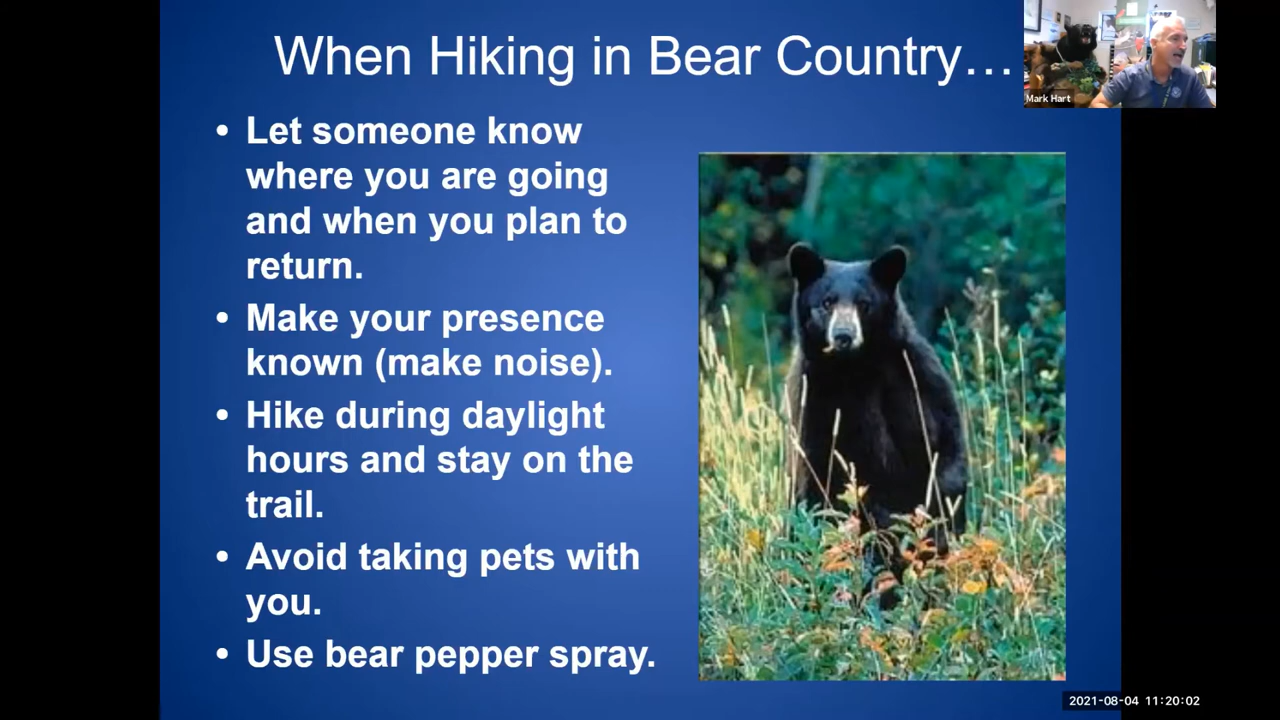 When Hiking in Bear Country…
Mark Hart
• Let someone know
where you are going
and when you plan to
return.
• Make your presence
known (make noise).
• Hike during daylight
hours and stay on the
trail.
• Avoid taking pets with
you.
• Use bear pepper spray.
2021-08-04 11:20:02